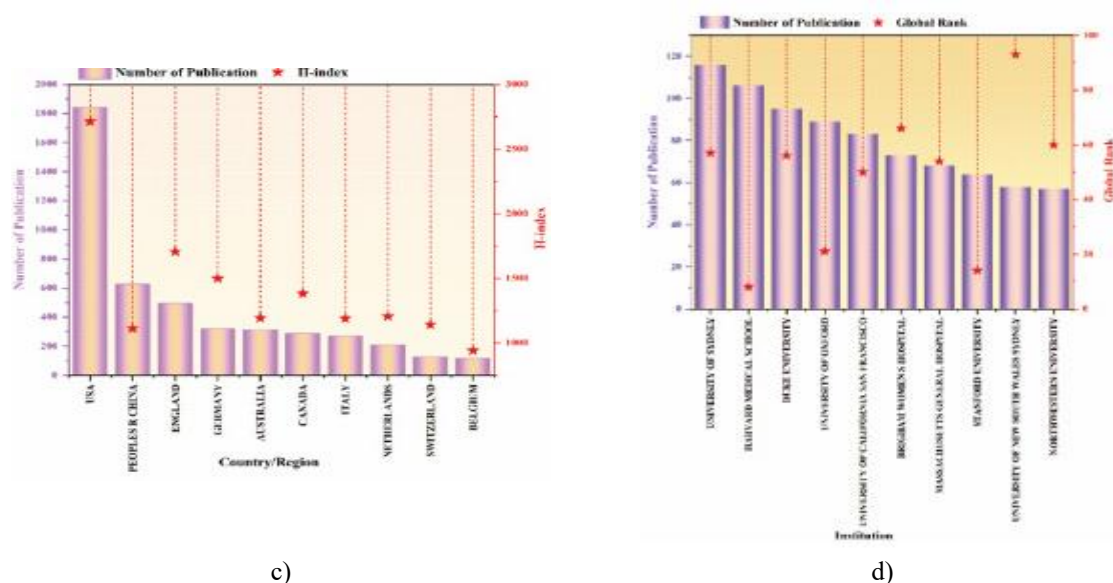 Number of Publication H-index
2000
1800
1600
1400
1200
1000
800
600
400
200
0
Number of Publication
3000
2500
2000
1500
1000
H-index
USA
PEOPLES R CHINA
ENGLAND
GERMANY
AUSTRALIA
CANADA
ITALY
NETHERLANDS
SWITZERLAND
BELGIUM
Country/Region
c)
Number of Publication Global Rank
120
100
80
60
40
20
0
Number of Publication
100
80
60
40
20
0
Global Rank
UNIVERSITY OF SYDNEY
HARVARD MEDICAL SCHOOL
DUKE UNIVERSITY
UNIVERSITY OF OXFORD
UNIVERSITY OF CALIFORNIA SAN FRANCISCO
BRIGHAM WOMEN'S HOSPITAL
MASSACHUSETTS GENERAL HOSPITAL
STANFORD UNIVERSITY
UNIVERSITY OF NEW SOUTH WALES SYDNEY
NORTHWESTERN UNIVERSITY
Institution
d)